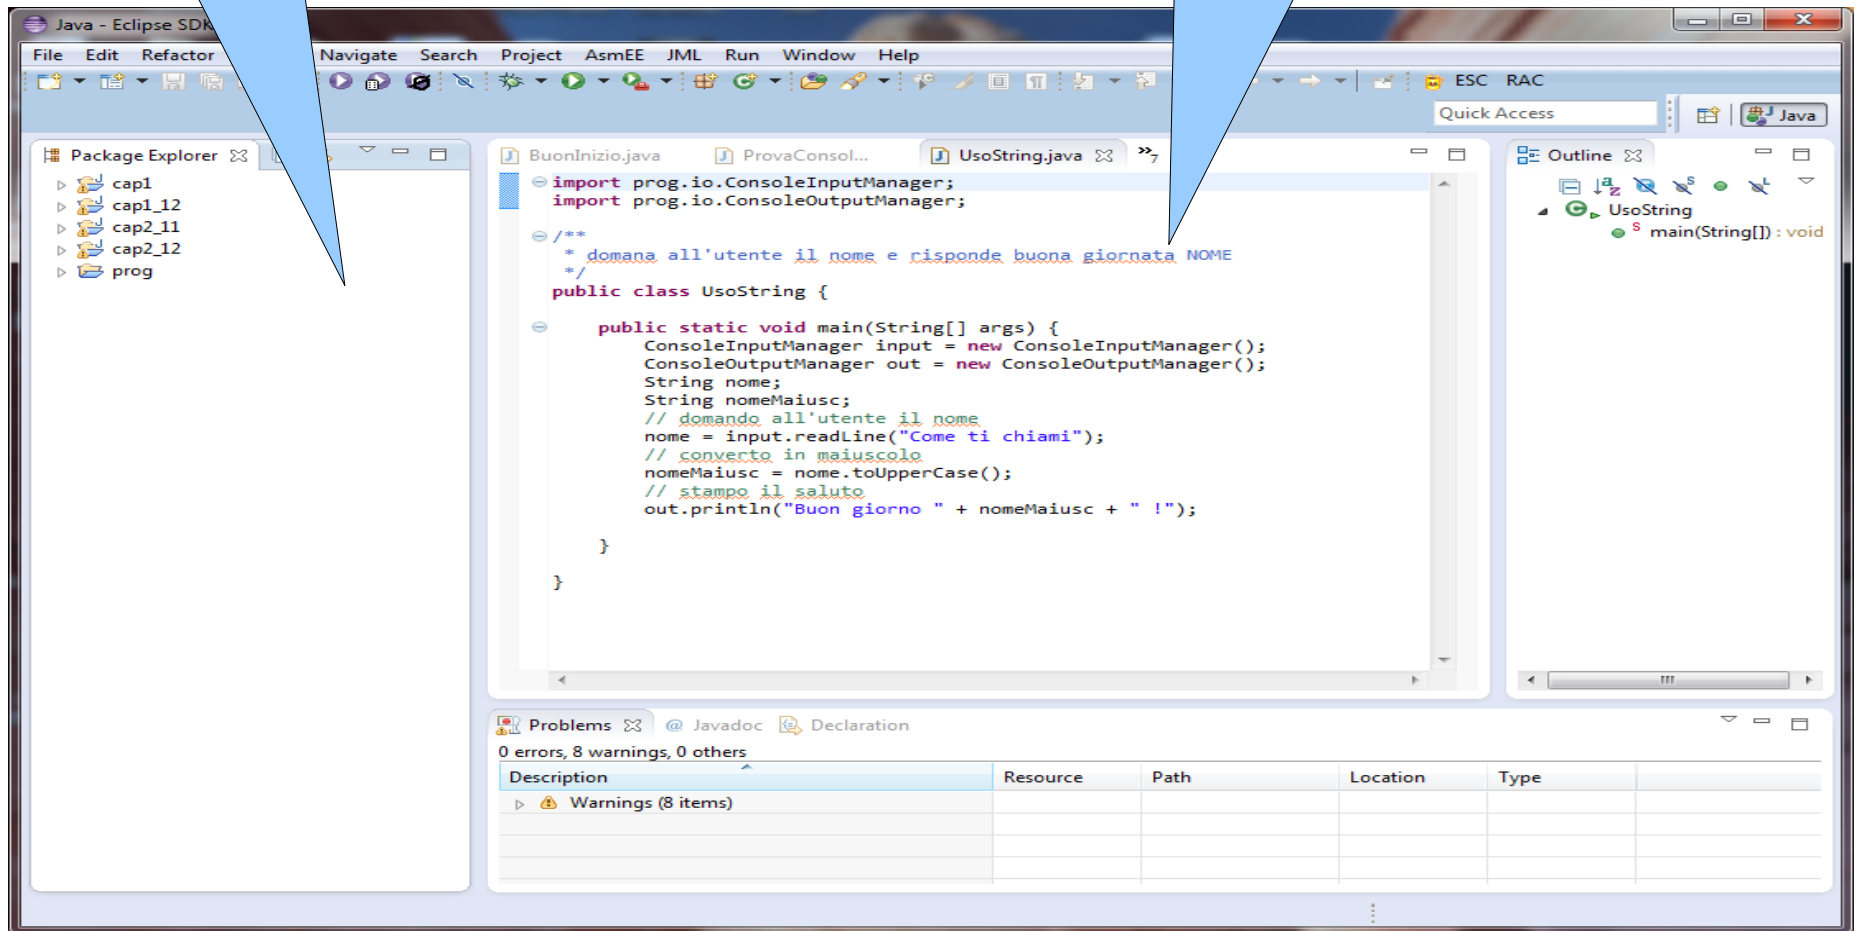 Java - Eclipse SDK
File Edit Refactor Navigate Search Project AsmEE JML Run Window Help
ESC RAC
Quick Access
Java
Package Explorer
cap1
cap1_12
cap2_11
cap2_12
prog
BuonInizio.java ProvaConsol... UsoString.java »7
import prog.io.ConsoleInputManager;
import prog.io.ConsoleOutputManager;
/**
* domana all'utente il nome e risponde buona giornata NOME
*/
public class UsoString {
public static void main(String[] args) {
ConsoleInputManager input = new ConsoleInputManager();
ConsoleOutputManager out = new ConsoleOutputManager();
String nome;
String nomeMaiusc;
// domando all'utente il nome
nome = input.readLine("Come ti chiami");
// converto in maiuscolo
nomeMaiusc = nome.toUpperCase();
// stampo il saluto
out.println("Buon giorno " + nomeMaiusc + " !");
}
}
Outline
UsoString
main(String[]) : void
Problems @ Javadoc Declaration
0 errors, 8 warnings, 0 others
Description Resource Path Location Type
Warnings (8 items)